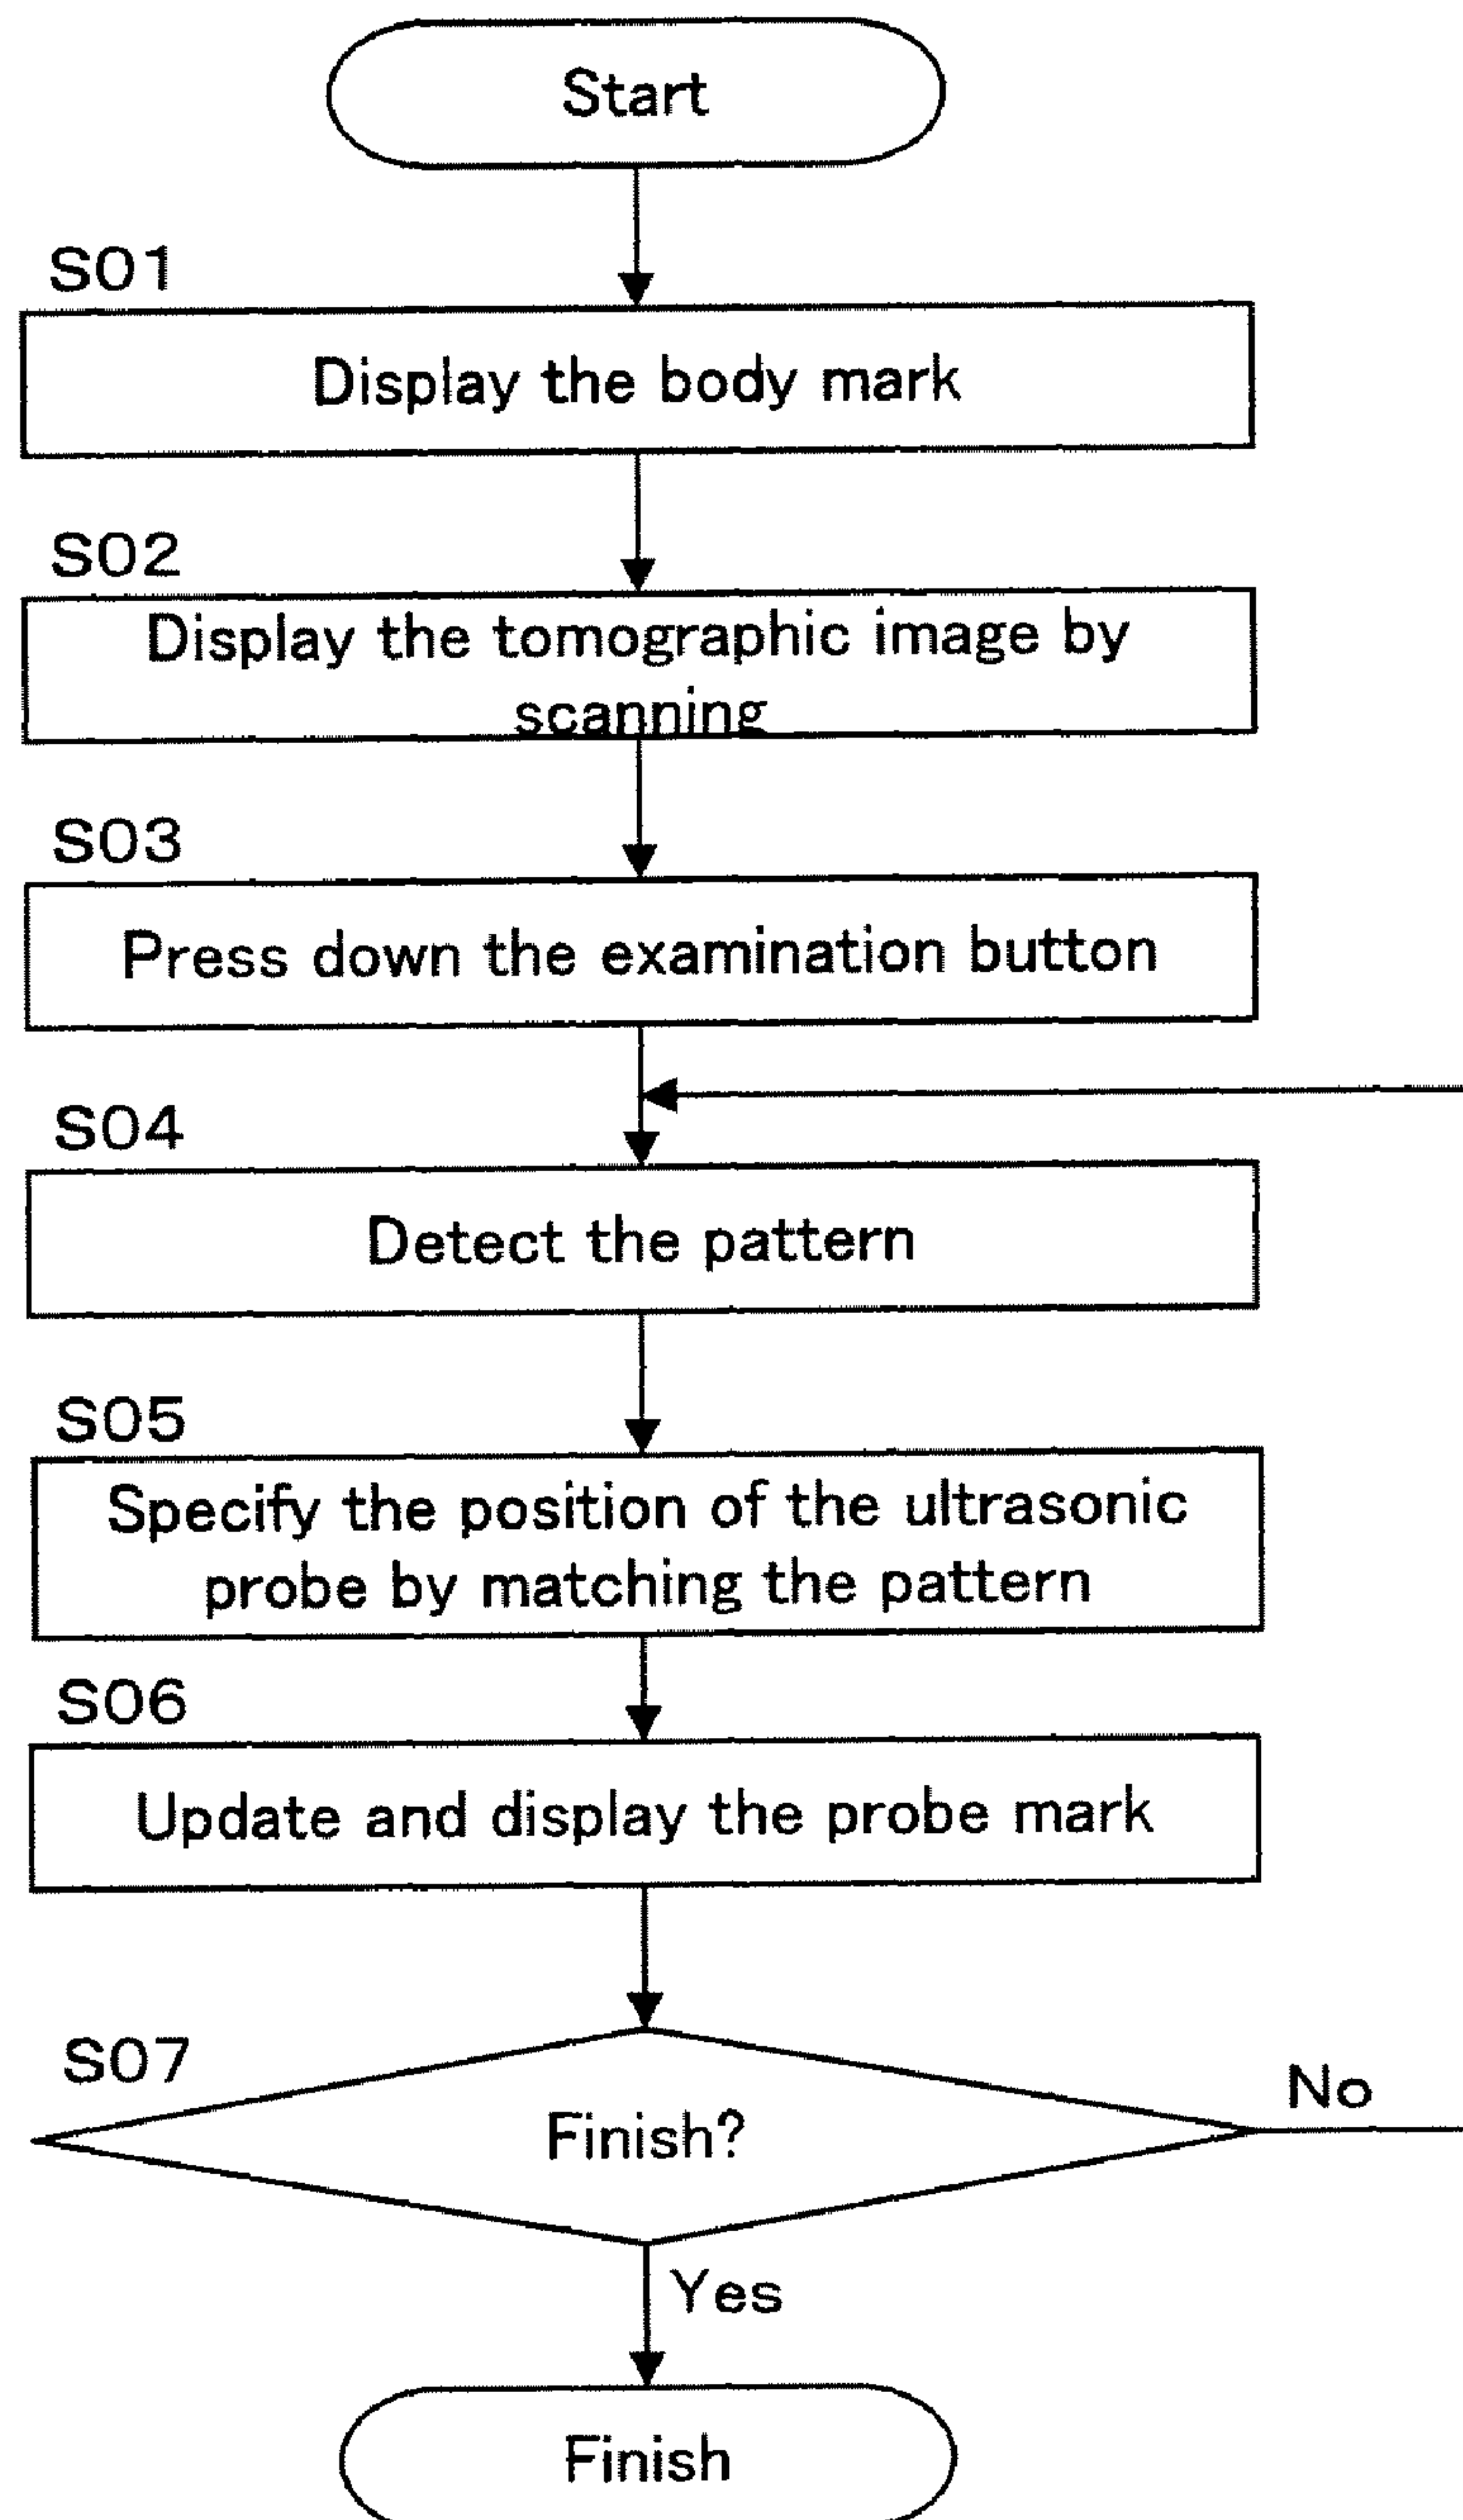 Start
S01
Display the body mark
S02
Display the tomographic image by
scanning
S03
Press down the examination button
S04
Detect the pattern
S05
Specify the position of the ultrasonic
probe by matching the pattern
S06
Update and display the probe mark
S07
Finish?
No
Yes
Finish